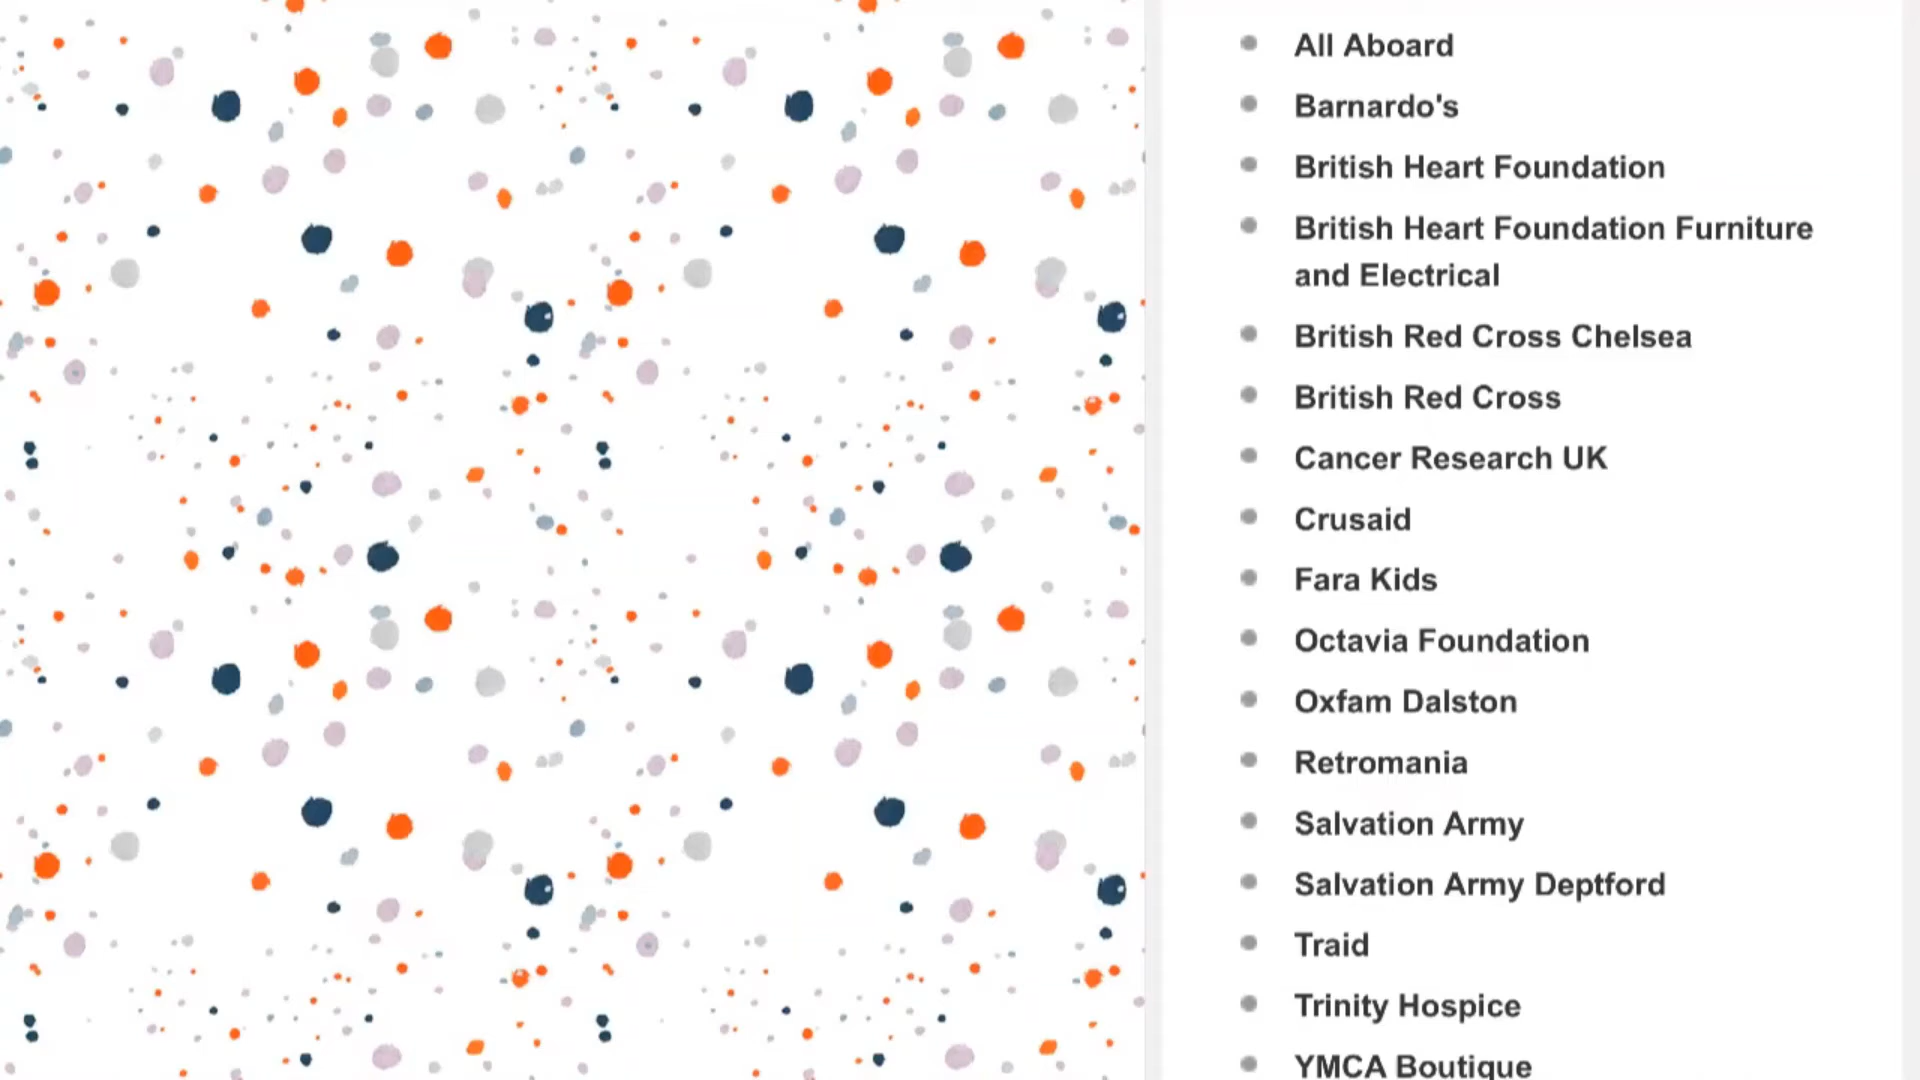 All Aboard
Barnardo's
British Heart Foundation
British Heart Foundation Furniture
and Electrical
British Red Cross Chelsea
British Red Cross
Cancer Research UK
Crusaid
Fara Kids
Octavia Foundation
Oxfam Dalston
Retromania
Salvation Army
Salvation Army Deptford
Traid
Trinity Hospice
YMCA Boutique